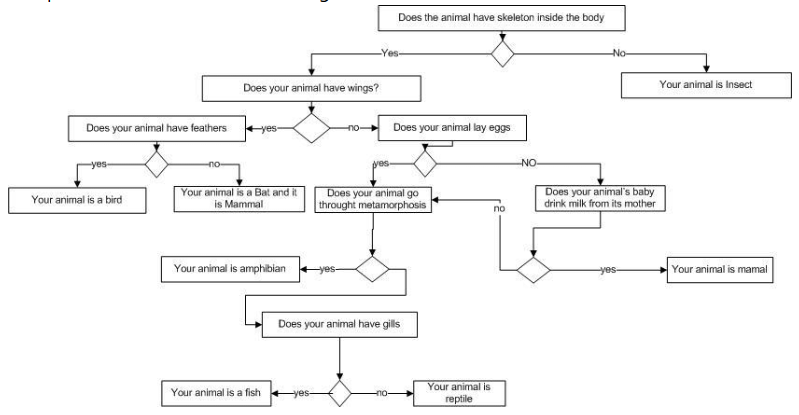 Does the animal have skeleton inside the body
Yes
No
Does your animal have wings?
Your animal is Insect
Does your animal have feathers
yes
no
Does your animal lay eggs
yes
no
yes
NO
Your animal is a bird
Your animal is a Bat and it
is Mammal
Does your animal go
throught metamorphosis
Does your animal's baby
drink milk from its mother
no
Your animal is amphibian
yes
yes
Your animal is mamal
Does your animal have gills
Your animal is a fish
yes
no
Your animal is
reptile